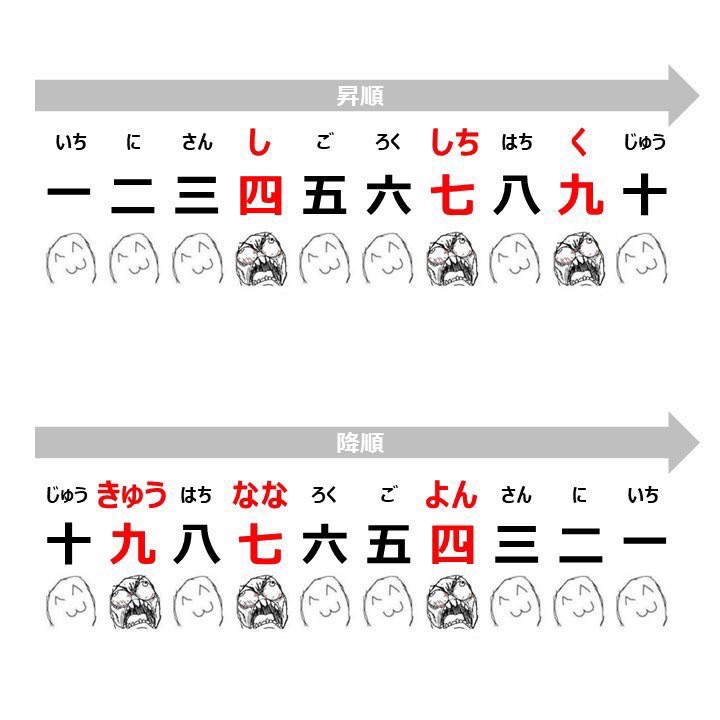 昇順
いち に さん し ご ろく しち はち く じゅう
一 二 三 四 五 六 七 八 九 十
降順
じゅう きゅう はち なな ろく ご よん さん に いち
十 九 八 七 六 五 四 三 二 一